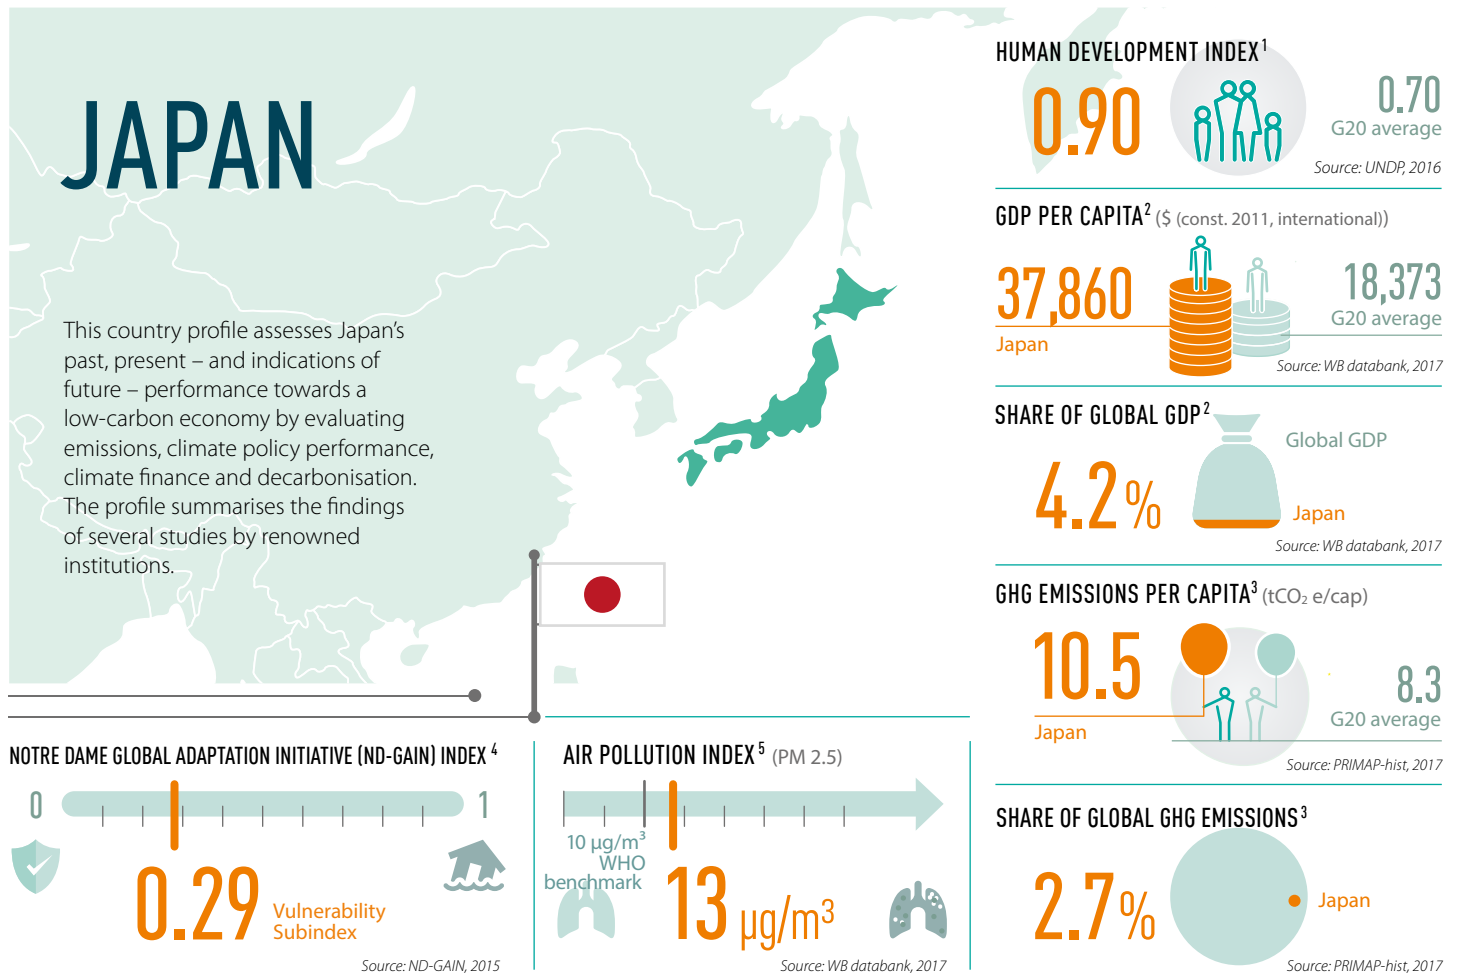 JAPAN
This country profile assesses Japan’s
past, present – and indications of
future – performance towards a
low-carbon economy by evaluating
emissions, climate policy performance,
climate finance and decarbonisation.
The profile summarises the findings
of several studies by renowned
institutions.
HUMAN DEVELOPMENT INDEX¹
0.90
0.70
G20 average
Source: UNDP, 2016
GDP PER CAPITA² ($ (const. 2011, international))
37,860
Japan
18,373
G20 average
Source: WB databank, 2017
SHARE OF GLOBAL GDP²
4.2%
Global GDP
Japan
Source: WB databank, 2017
GHG EMISSIONS PER CAPITA³ (tCO₂ e/cap)
10.5
Japan
8.3
G20 average
Source: PRIMAP-hist, 2017
SHARE OF GLOBAL GHG EMISSIONS³
2.7%
Japan
Source: PRIMAP-hist, 2017
NOTRE DAME GLOBAL ADAPTATION INITIATIVE (ND-GAIN) INDEX ⁴
0
1
0.29
Vulnerability
Subindex
Source: ND-GAIN, 2015
AIR POLLUTION INDEX⁵ (PM 2.5)
10 µg/m³
WHO
benchmark
13 µg/m³
Source: WB databank, 2017